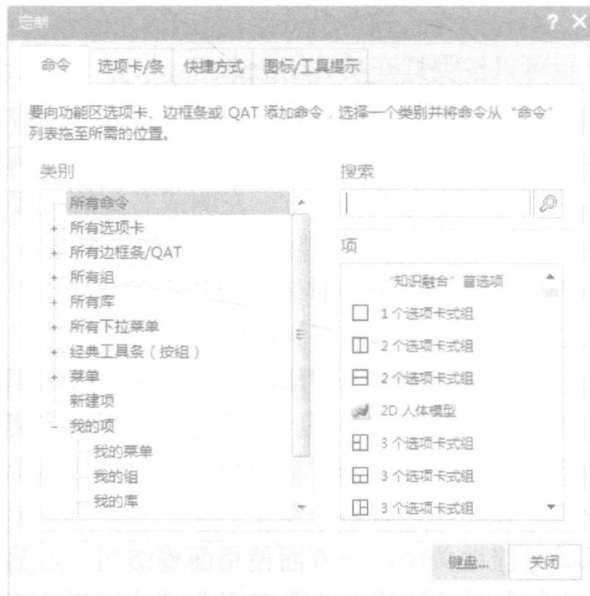 定制
? ×
命令 选项卡/条 快捷方式 图标/工具提示
要向功能区选项卡、边框条或 QAT 添加命令，选择一个类别并将命令从“命令”
列表拖至所需的位置。
类别
所有命令
+ 所有选项卡
+ 所有边框条/QAT
+ 所有组
+ 所有库
+ 所有下拉菜单
+ 经典工具条（按组）
+ 菜单
新建项
- 我的项
我的菜单
我的组
我的库
搜索
项
“知识融合”首选项
1 个选项卡式组
2 个选项卡式组
2 个选项卡式组
2D 人体模型
3 个选项卡式组
3 个选项卡式组
3 个选项卡式组
键盘... 关闭